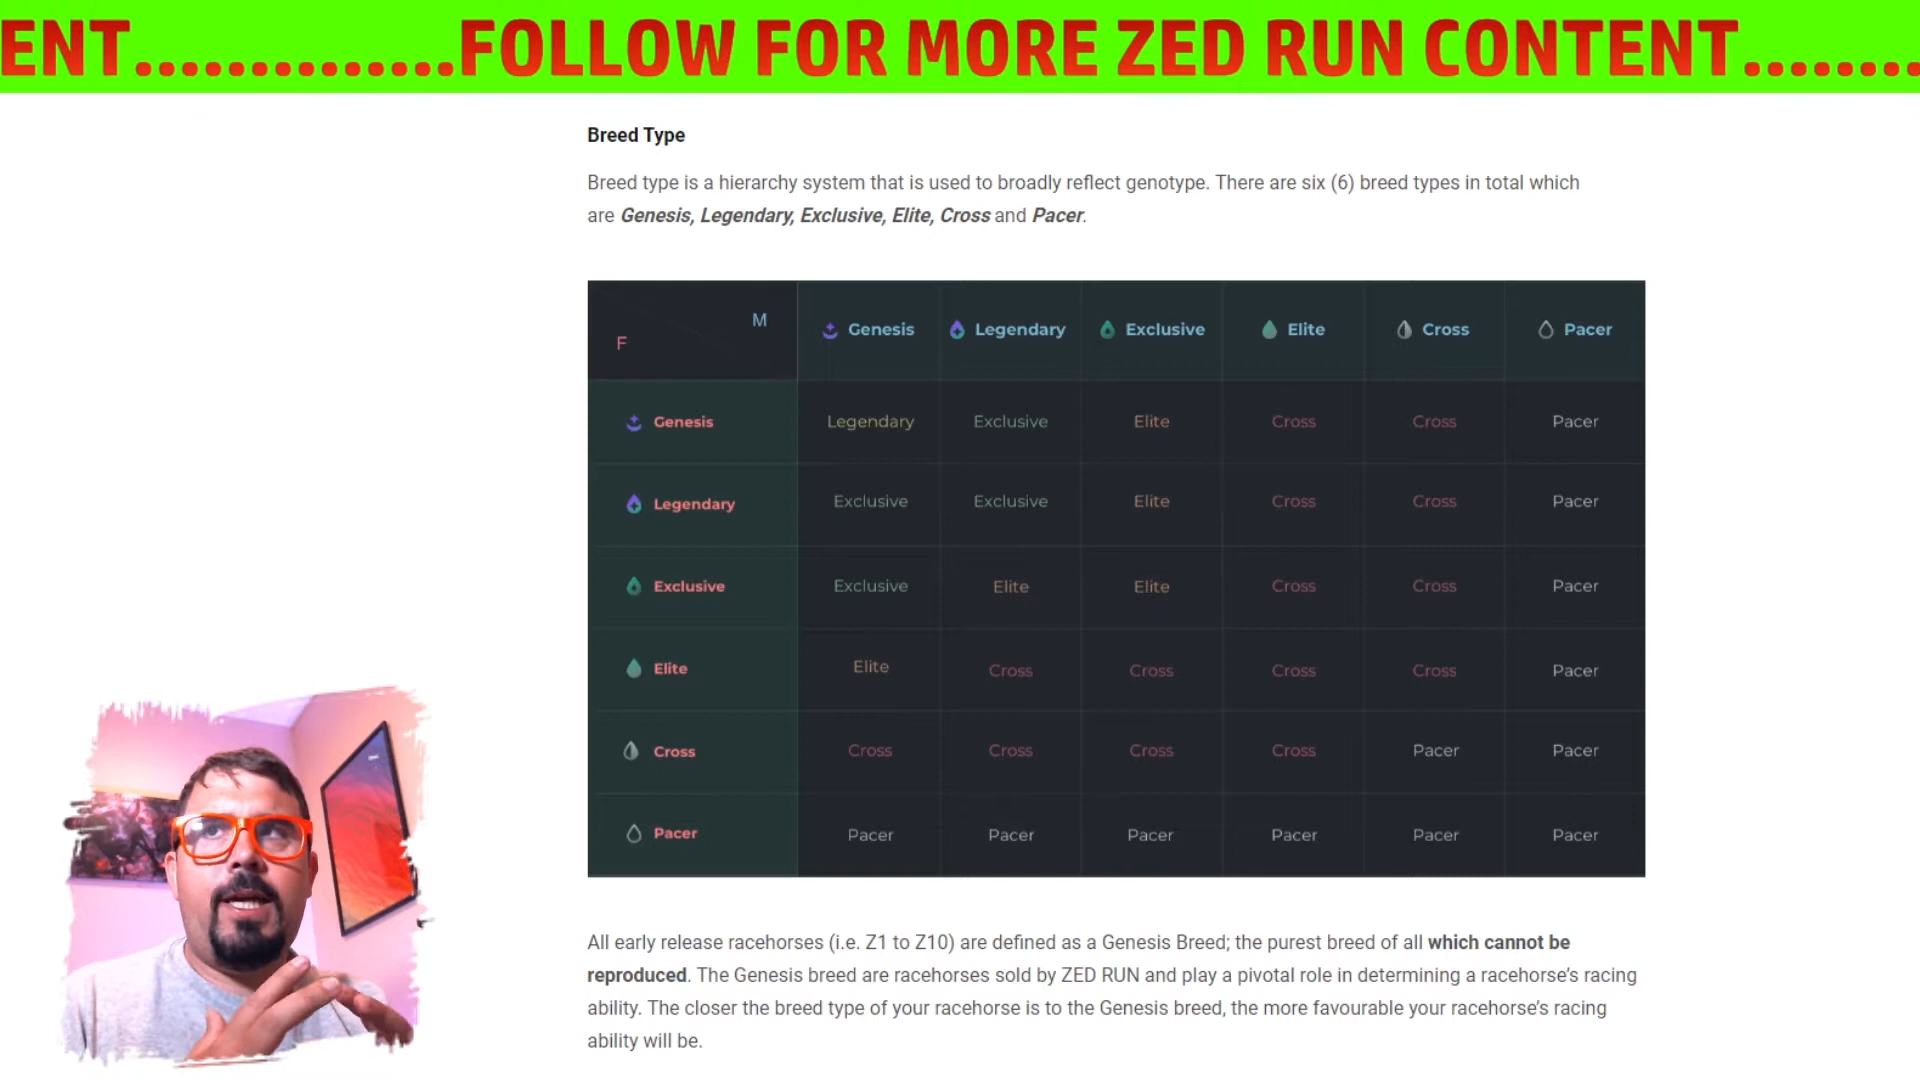 ENT..............FOLLOW FOR MORE ZED RUN CONTENT........
Breed Type
Breed type is a hierarchy system that is used to broadly reflect genotype. There are six (6) breed types in total which
are Genesis, Legendary, Exclusive, Elite, Cross and Pacer.
M
F
Genesis Legendary Exclusive Elite Cross Pacer
Genesis Legendary Exclusive Elite Cross Cross Pacer
Legendary Exclusive Exclusive Elite Cross Cross Pacer
Exclusive Exclusive Elite Elite Cross Cross Pacer
Elite Elite Cross Cross Cross Cross Pacer
Cross Cross Cross Cross Cross Pacer Pacer
Pacer Pacer Pacer Pacer Pacer Pacer Pacer
All early release racehorses (i.e. Z1 to Z10) are defined as a Genesis Breed; the purest breed of all which cannot be
reproduced. The Genesis breed are racehorses sold by ZED RUN and play a pivotal role in determining a racehorse's racing
ability. The closer the breed type of your racehorse is to the Genesis breed, the more favourable your racehorse's racing
ability will be.